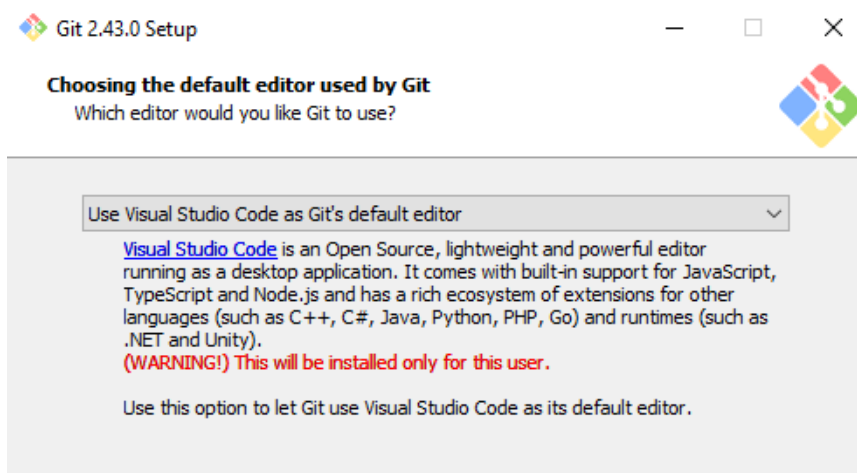 Git 2.43.0 Setup
Choosing the default editor used by Git
Which editor would you like Git to use?
Use Visual Studio Code as Git's default editor
Visual Studio Code is an Open Source, lightweight and powerful editor
running as a desktop application. It comes with built-in support for JavaScript,
TypeScript and Node.js and has a rich ecosystem of extensions for other
languages (such as C++, C#, Java, Python, PHP, Go) and runtimes (such as
.NET and Unity).
(WARNING!) This will be installed only for this user.
Use this option to let Git use Visual Studio Code as its default editor.